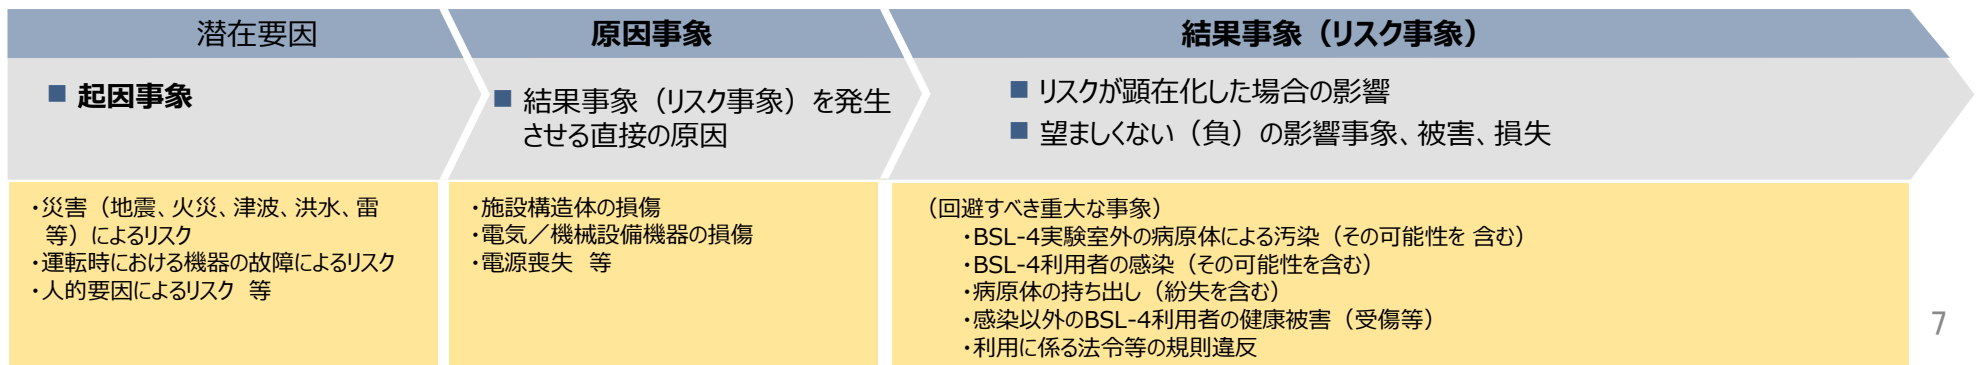 潜在要因
原因事象
結果事象（リスク事象）
■ 起因事象
■ 結果事象（リスク事象）を発生
させる直接の原因
■ リスクが顕在化した場合の影響
■ 望ましくない（負）の影響事象、被害、損失
・災害（地震、火災、津波、洪水、雷
等）によるリスク
・運転時における機器の故障によるリスク
・人的要因によるリスク 等
・施設構造体の損傷
・電気／機械設備機器の損傷
・電源喪失 等
（回避すべき重大な事象）
・BSL-4実験室外の病原体による汚染（その可能性を 含む）
・BSL-4利用者の感染（その可能性を含む）
・病原体の持ち出し（紛失を含む）
・感染以外のBSL-4利用者の健康被害（受傷等）
・利用に係る法令等の規則違反
7